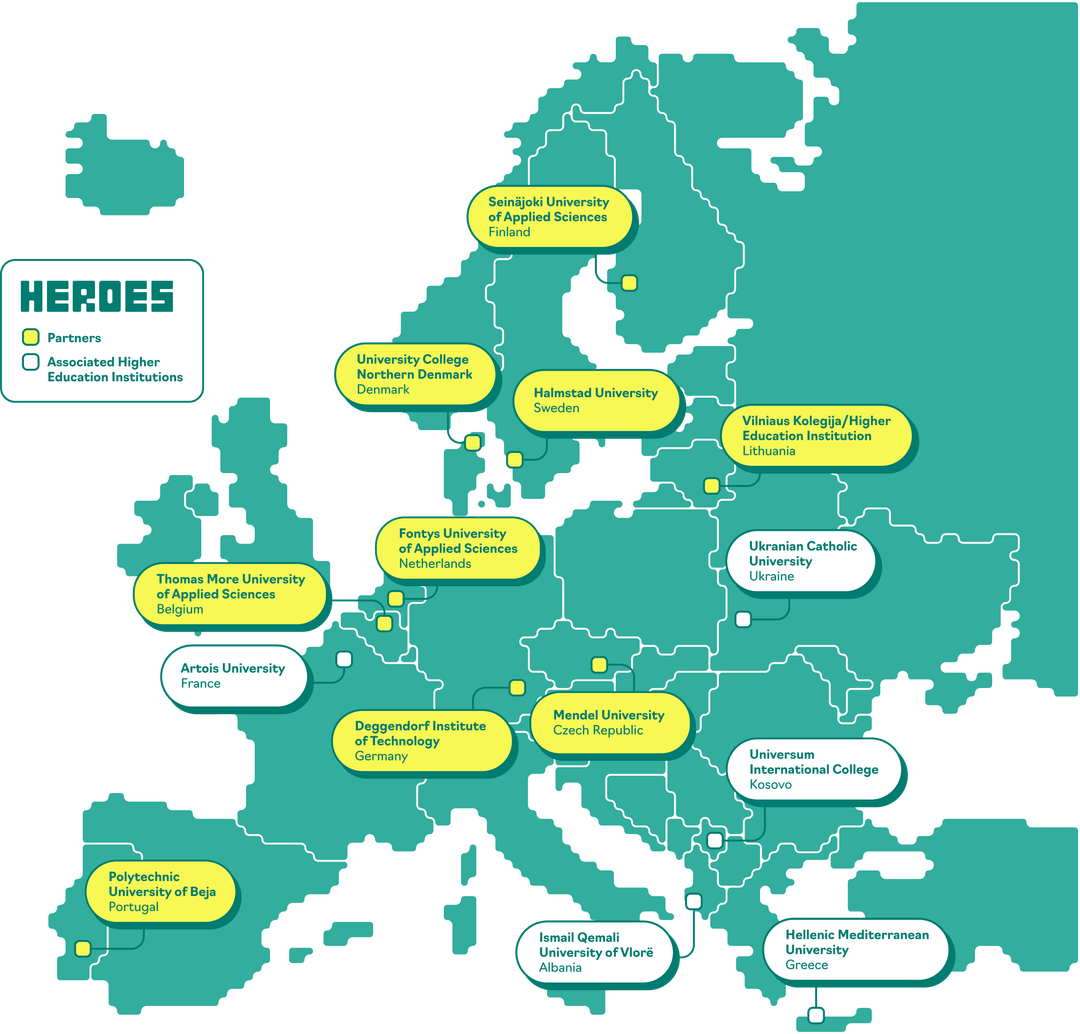 Seinäjoki University
of Applied Sciences
Finland
HEROES
Partners
Associated Higher
Education Institutions
University College
Northern Denmark
Denmark
Halmstad University
Sweden
Vilniaus Kolegija/Higher
Education Institution
Lithuania
Fontys University
of Applied Sciences
Netherlands
Ukranian Catholic
University
Ukraine
Thomas More University
of Applied Sciences
Belgium
Artois University
France
Deggendorf Institute
of Technology
Germany
Mendel University
Czech Republic
Universum
International College
Kosovo
Polytechnic
University of Beja
Portugal
Ismail Qemali
University of Vlorë
Albania
Hellenic Mediterranean
University
Greece